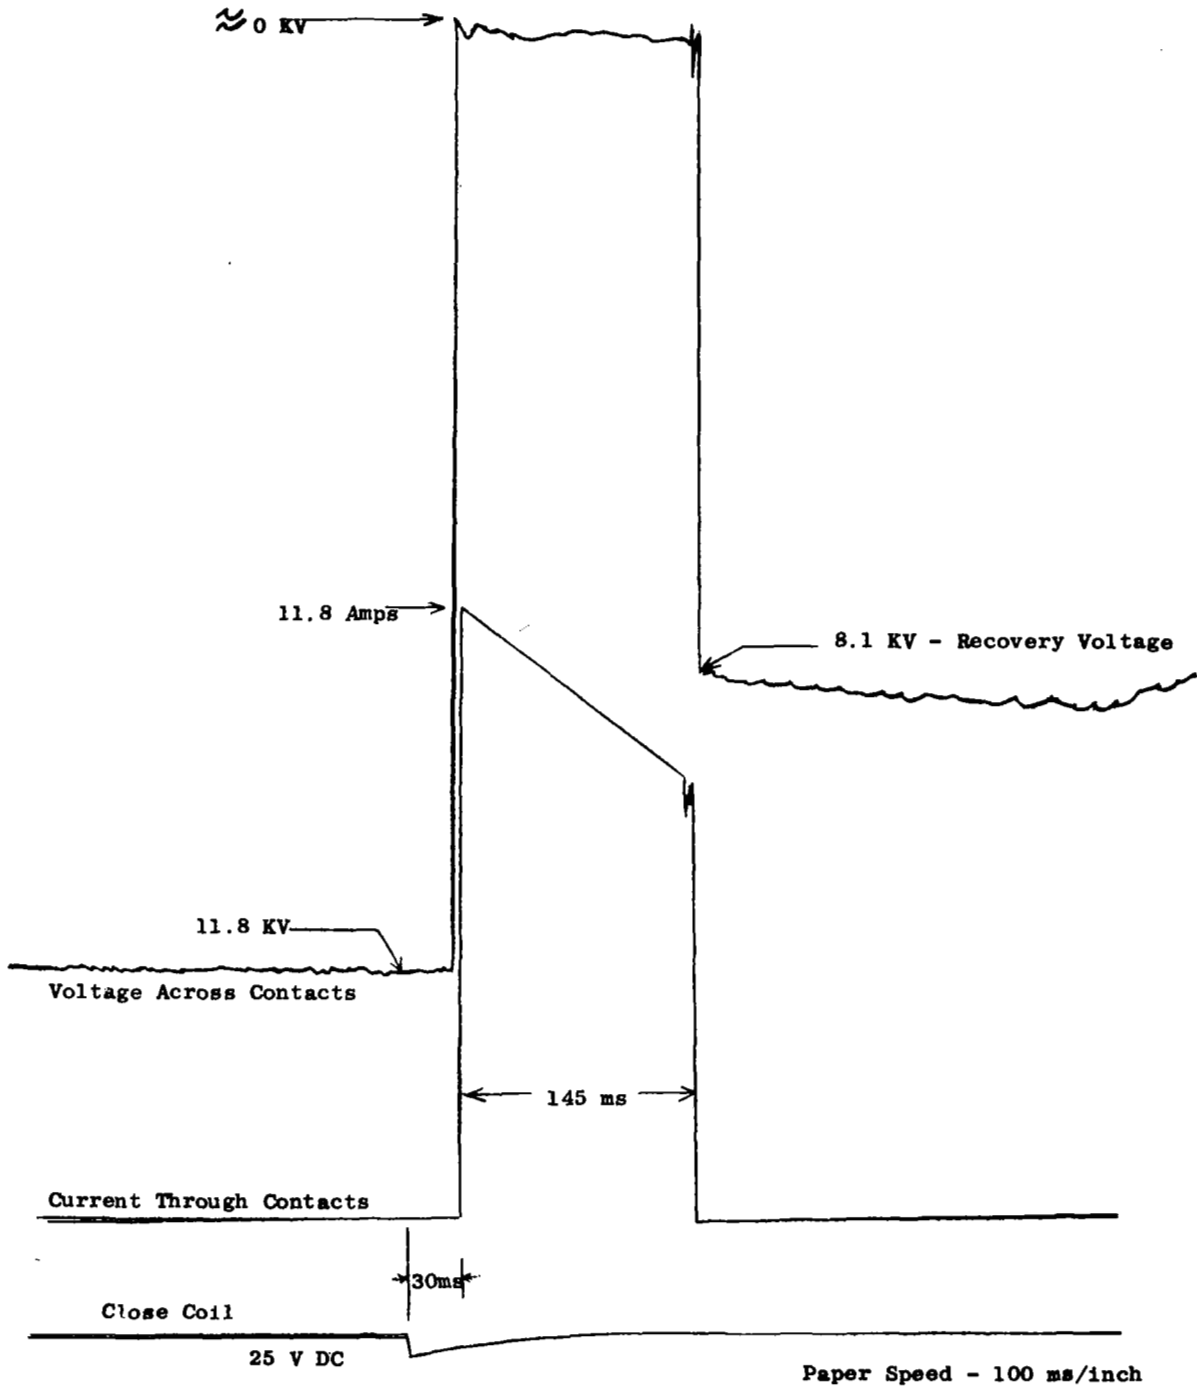 ≈ 0 KV
11.8 Amps
8.1 KV - Recovery Voltage
11.8 KV
Voltage Across Contacts
145 ms
Current Through Contacts
30ms
Close Coil
25 V DC
Paper Speed - 100 ms/inch